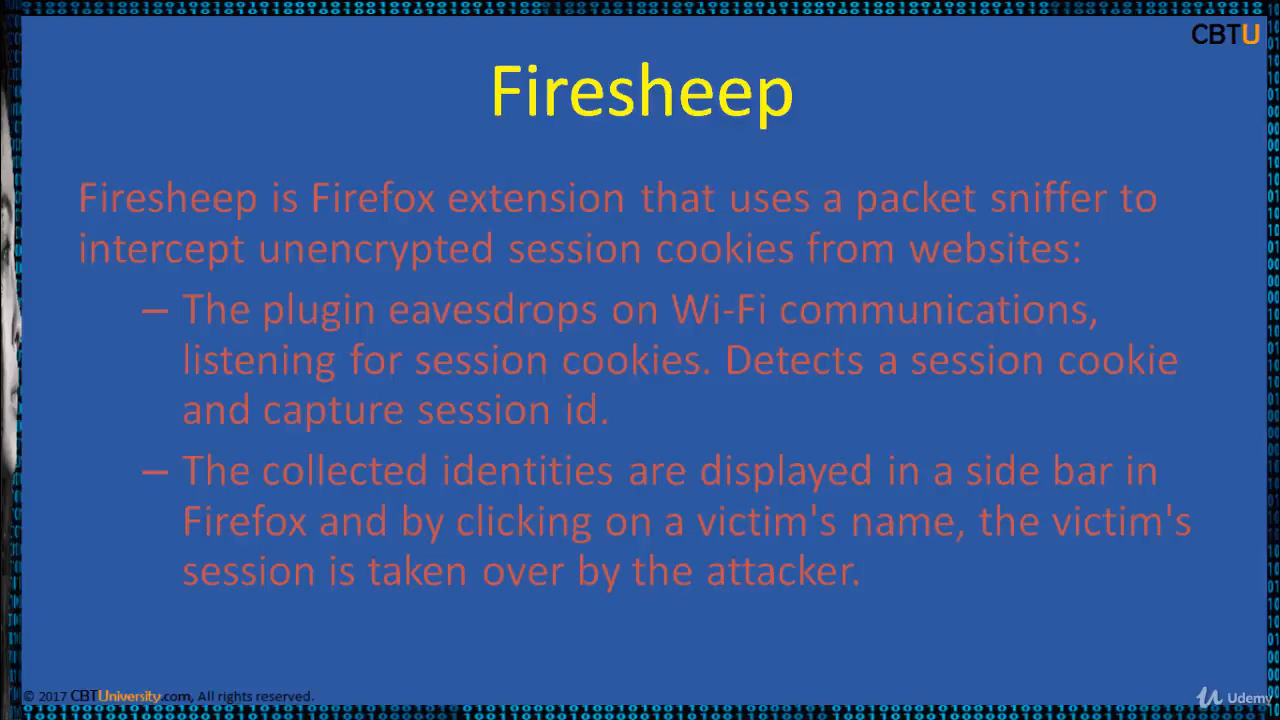 CBTU
Firesheep
Firesheep is Firefox extension that uses a packet sniffer to
intercept unencrypted session cookies from websites:
– The plugin eavesdrops on Wi-Fi communications,
listening for session cookies. Detects a session cookie
and capture session id.
– The collected identities are displayed in a side bar in
Firefox and by clicking on a victim's name, the victim's
session is taken over by the attacker.
© 2017 CBTUniversity.com, All rights reserved.
Udemy